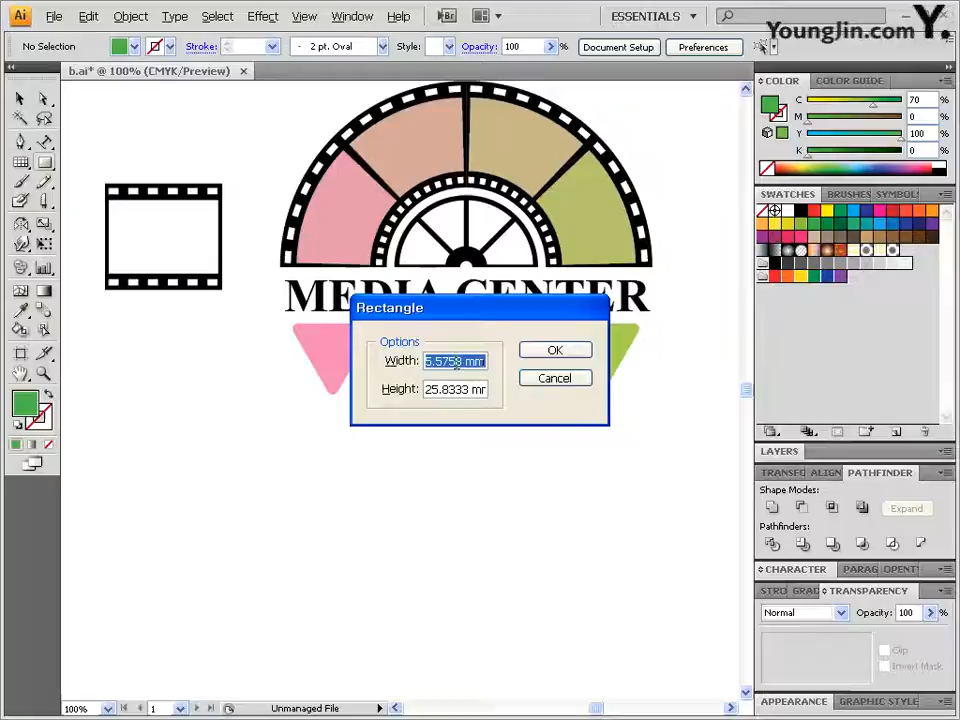 Ai File Edit Object Type Select Effect View Window Help Br ESSENTIALS
YoungJin.com Y.
No Selection Stroke: 2 pt. Oval Style: Opacity: 100 % Document Setup Preferences
b.ai* @ 100% (CMYK/Preview)
COLOR COLOR GUIDE
C 70 %
M 0 %
Y 100 %
K 0 %
SWATCHES BRUSHES SYMBOL
MEDIA CENTER
Rectangle
Options
Width: 5.5758 mm OK
Height: 25.8333 mr Cancel
LAYERS
TRANSF ALIGN PATHFINDER
Shape Modes:
Expand
Pathfinders:
CHARACTER PARAG OPENT
STRO GRAD TRANSPARENCY
Normal Opacity: 100 %
Clip
Invert Mask
APPEARANCE GRAPHIC STYLE
100% 1 Unmanaged File